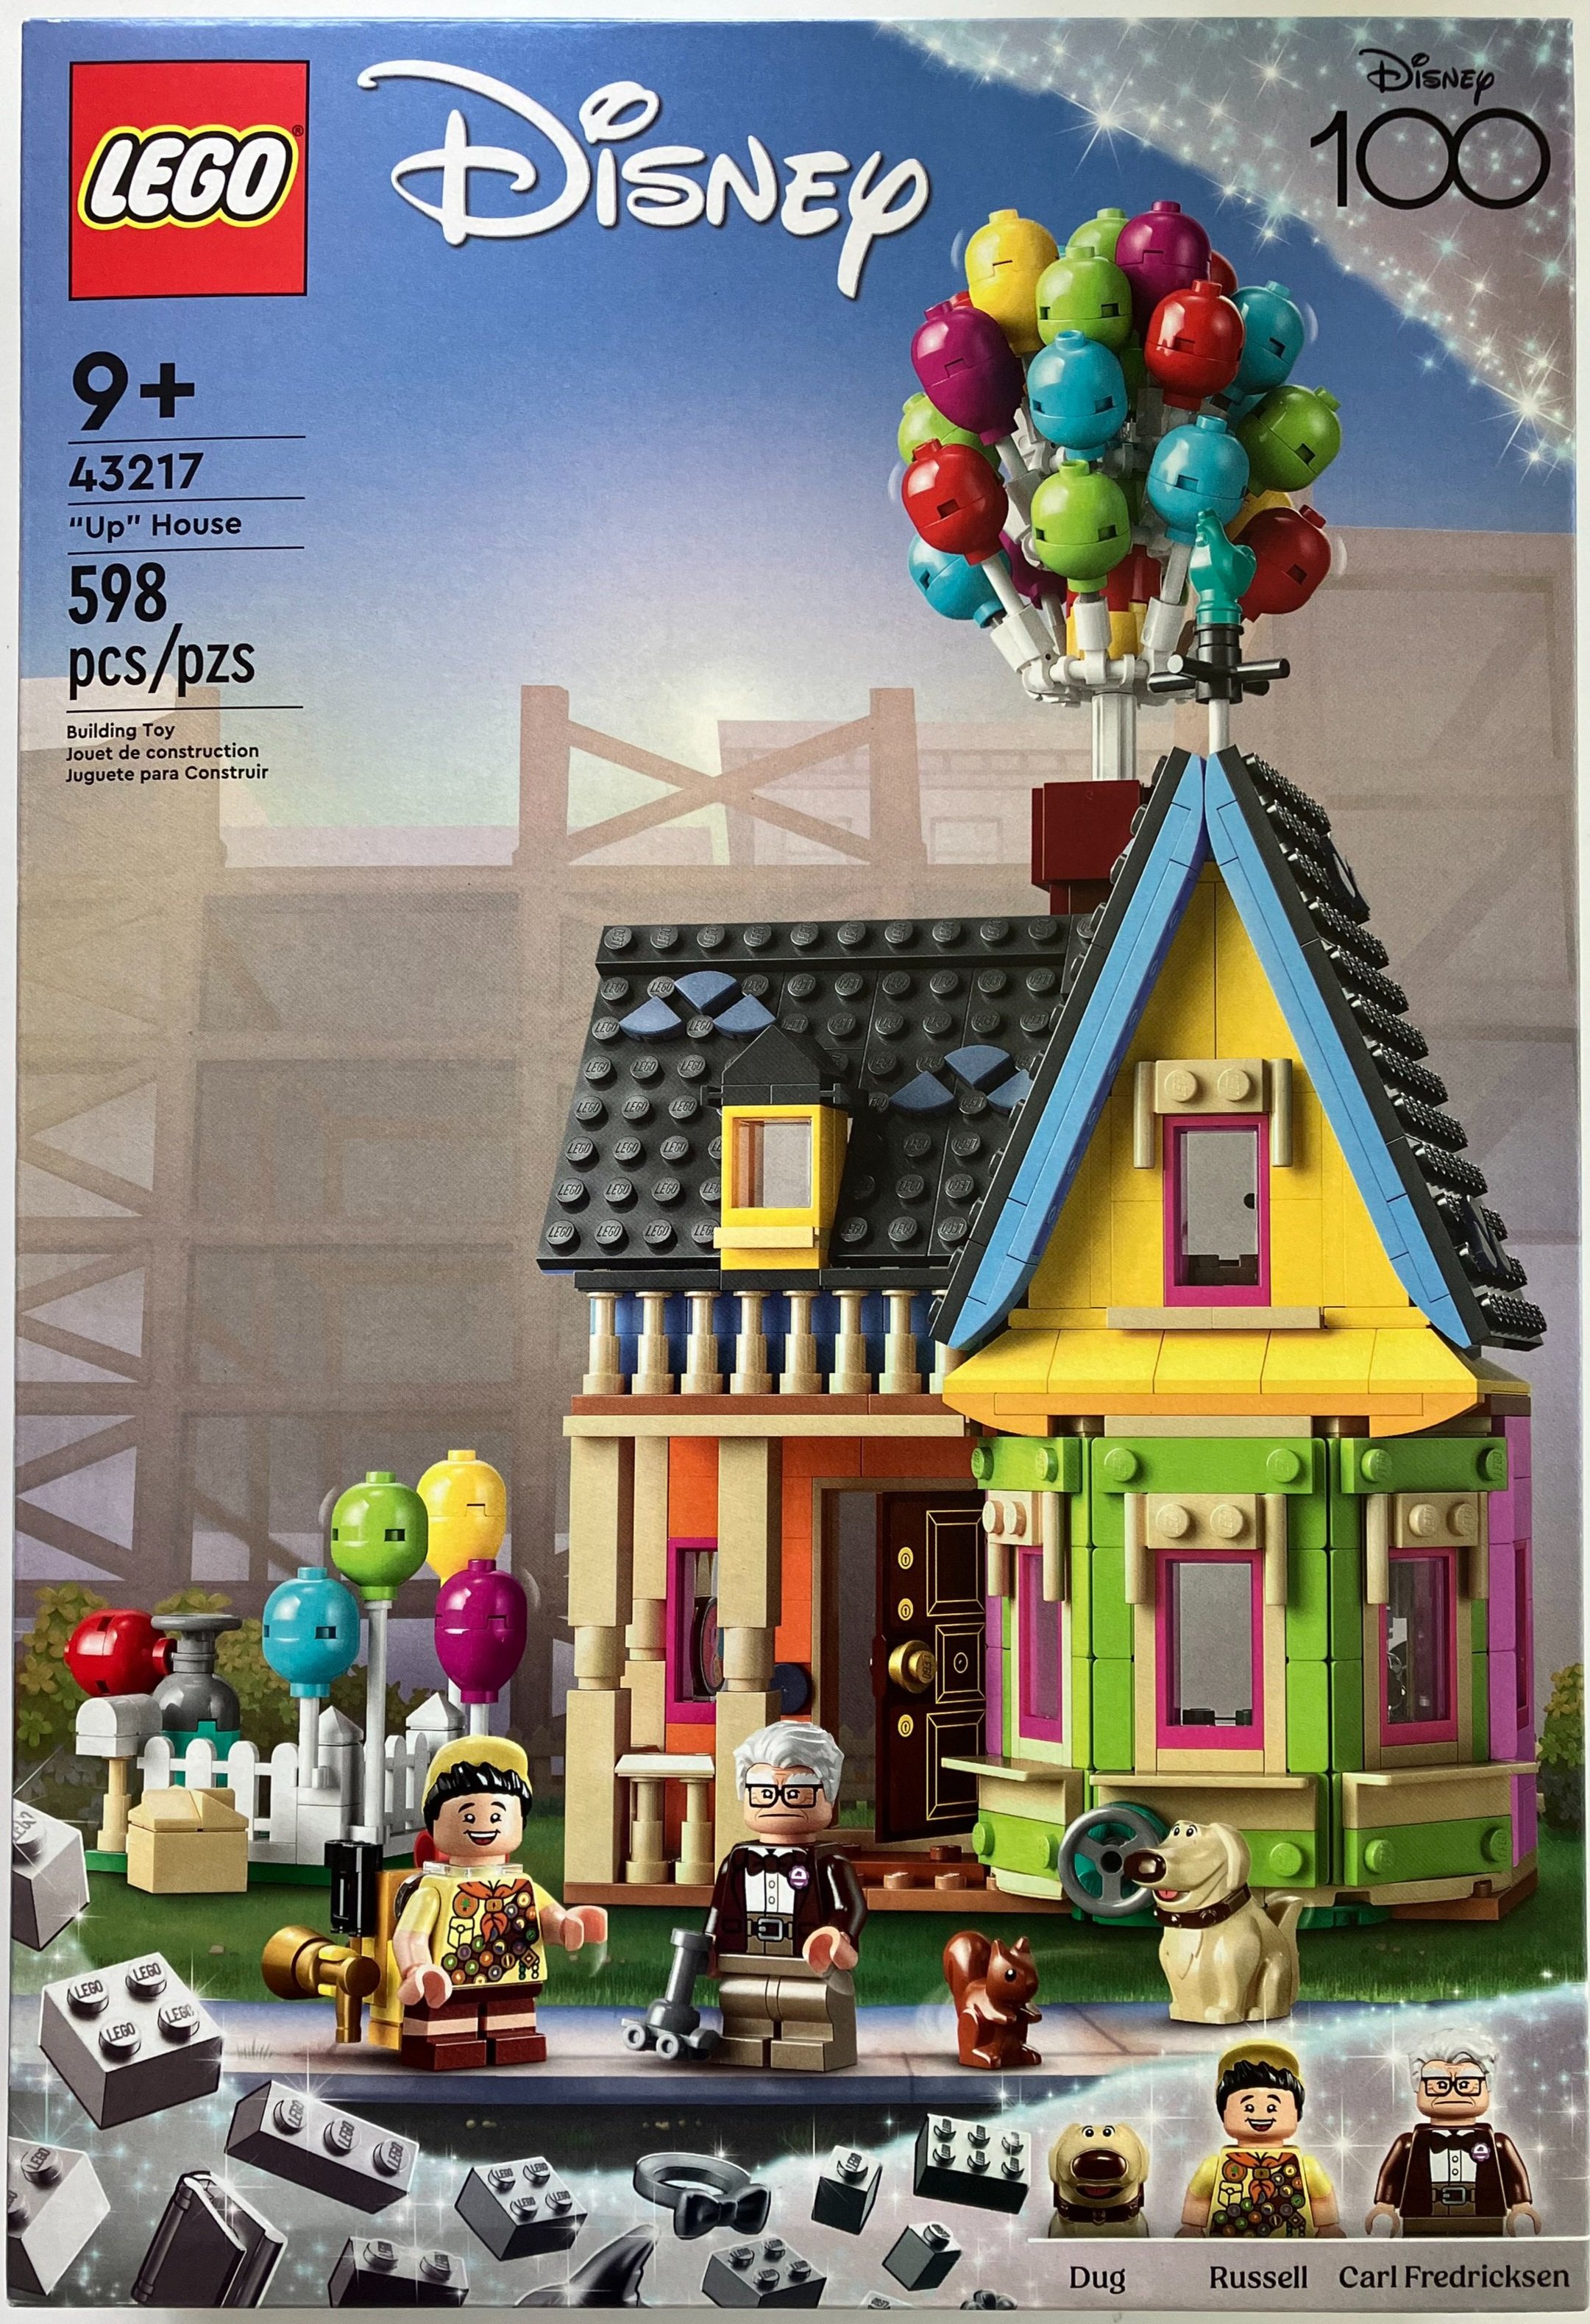 LEGO
Disney
Disney
100
9+
43217
“Up” House
598
pcs/pzs
Building Toy
Jouet de construction
Juguete para Construir
Dug
Russell
Carl Fredricksen